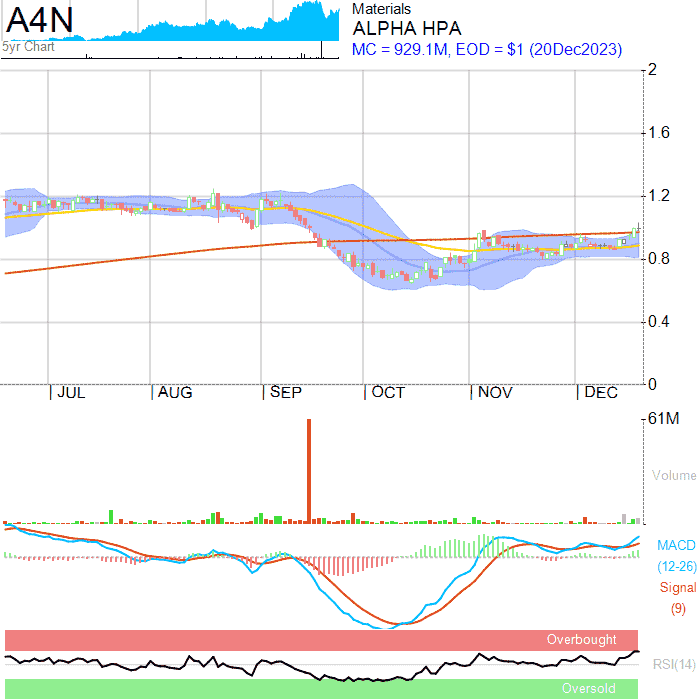 A4N
5yr Chart
Materials
ALPHA HPA
MC = 929.1M, EOD = $1 (20Dec2023)
2
1.6
1.2
0.8
0.4
0
JUL AUG SEP OCT NOV DEC
61M
Volume
MACD
(12-26)
Signal
(9)
Overbought
RSI(14)
Oversold